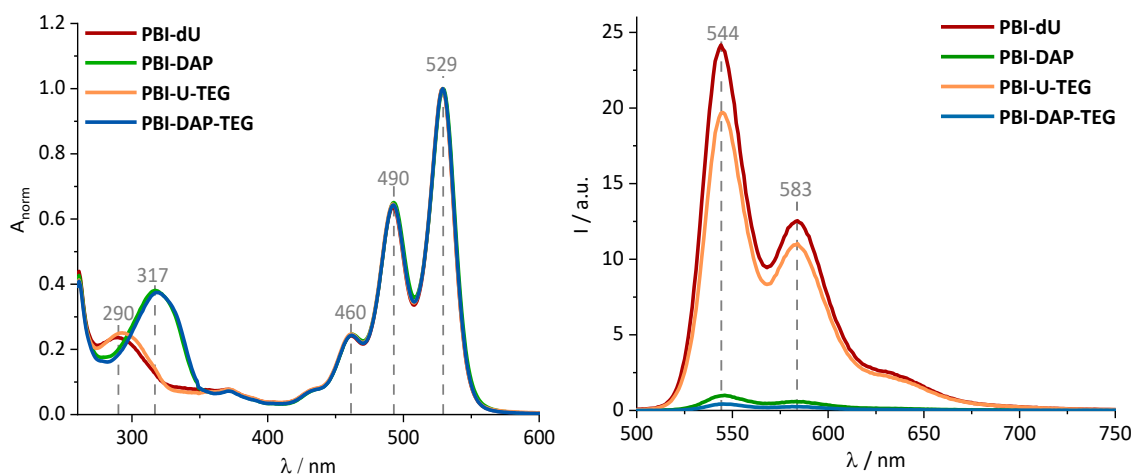 1.2
1.0
0.8
0.6
0.4
0.2
0.0
A_norm
PBI-dU
PBI-DAP
PBI-U-TEG
PBI-DAP-TEG
290
317
460
490
529
300
400
500
600
λ / nm
25
20
15
10
5
0
I / a.u.
544
583
PBI-dU
PBI-DAP
PBI-U-TEG
PBI-DAP-TEG
500
550
600
650
700
750
λ / nm